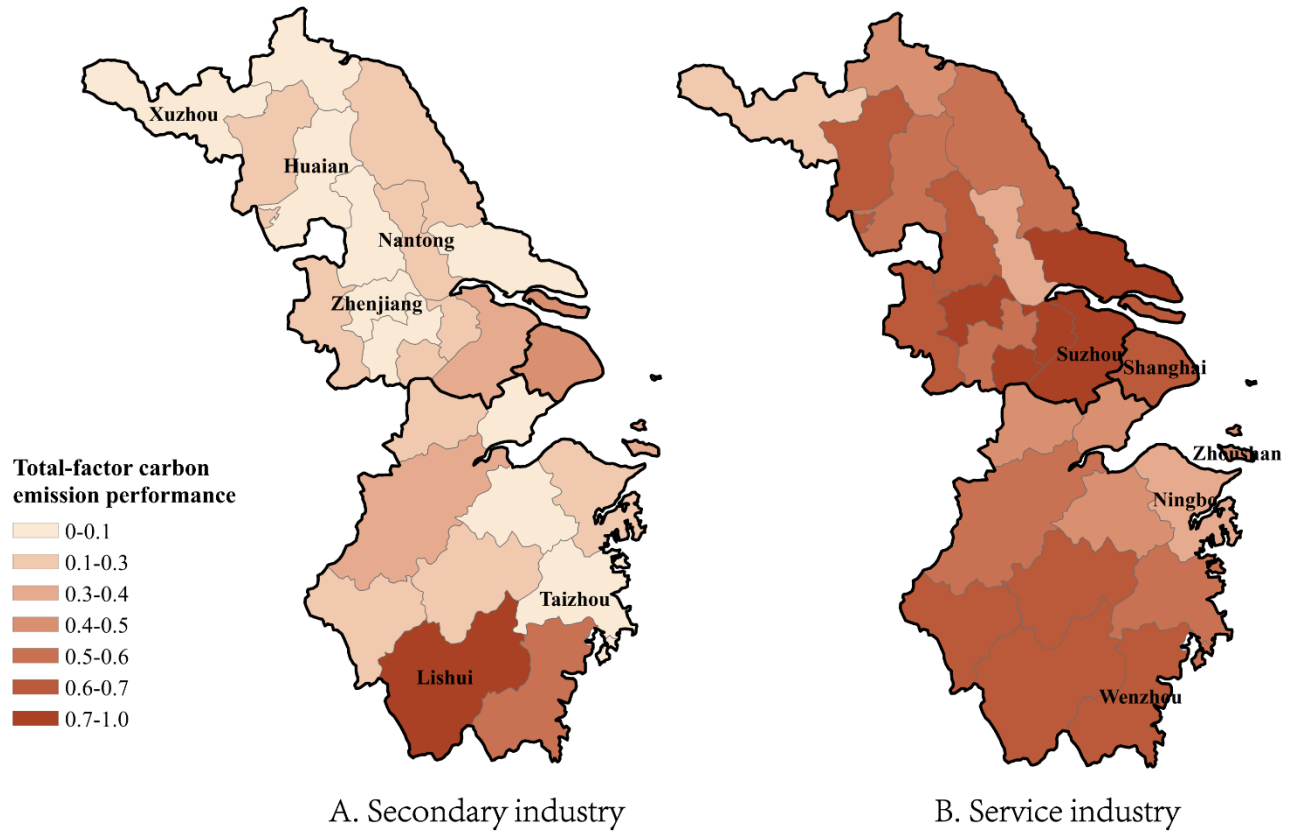 Xuzhou
Huaian
Nantong
Zhenjiang
Suzhou
Shanghai
Zhoushan
Ningbo
Taizhou
Lishui
Wenzhou
Total-factor carbon
emission performance
0-0.1
0.1-0.3
0.3-0.4
0.4-0.5
0.5-0.6
0.6-0.7
0.7-1.0
A. Secondary industry
B. Service industry